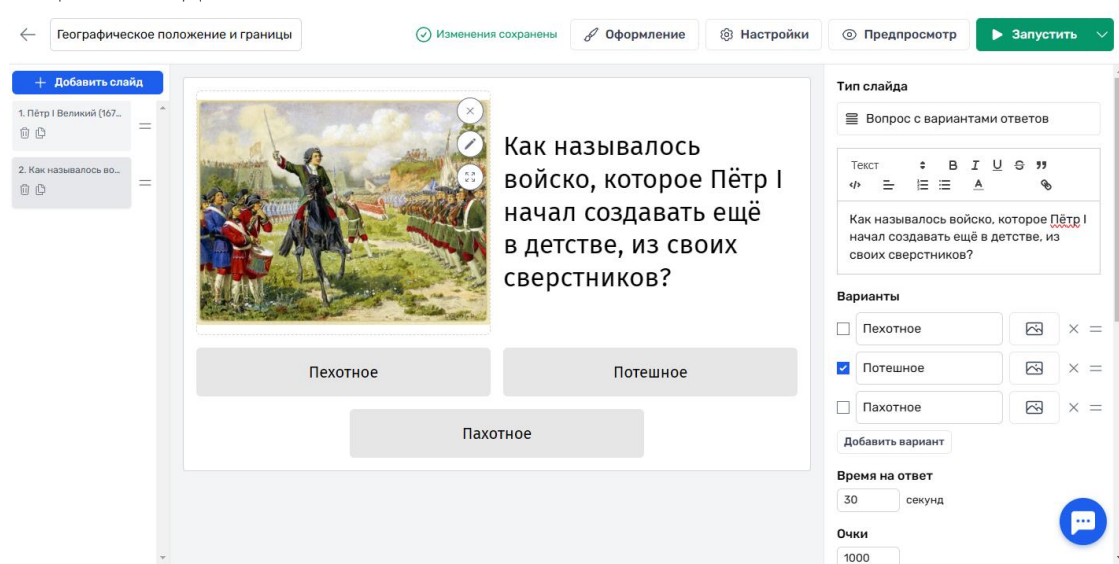 Географическое положение и границы
Изменения сохранены
Оформление
Настройки
Предпросмотр
Запустить
Добавить слайд
1. Пётр I Великий (167...
2. Как называлось во...
Как называлось
войско, которое Пётр I
начал создавать ещё
в детстве, из своих
сверстников?
Пехотное
Потешное
Пахотное
Тип слайда
Вопрос с вариантами ответов
Текст B I U S
A
Как называлось войско, которое Пётр I
начал создавать ещё в детстве, из
своих сверстников?
Варианты
Пехотное
Потешное
Пахотное
Добавить вариант
Время на ответ
30 секунд
Очки
1000